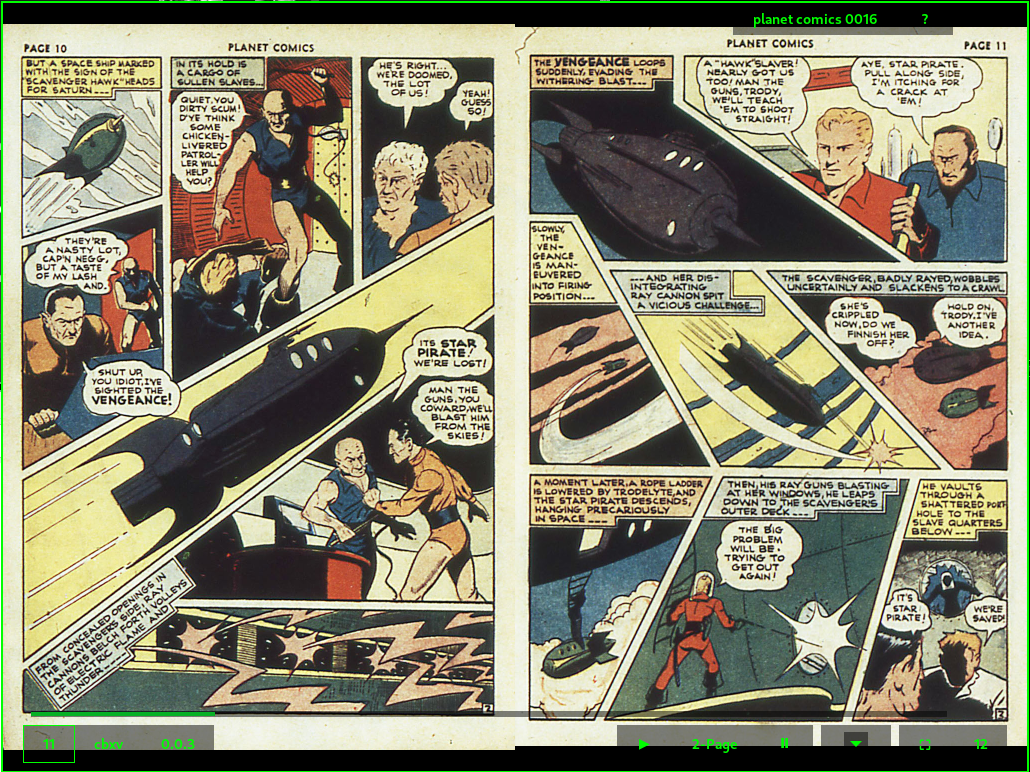 planet comics 0016 ?
PAGE 10
PLANET COMICS
BUT A SPACE SHIP MARKED
WITH THE SIGN OF THE
"SCAVENGER HAWK" HEADS
FOR SATURN---
IN ITS HOLD IS
A CARGO OF
SULLEN SLAVES...
QUIET, YOU
DIRTY SCUM!
D'YE THINK
SOME
CHICKEN-
LIVERED
PATROL-
LER WILL
HELP
YOU?
HE'S RIGHT...
WE'RE DOOMED,
THE LOT
OF US!
YEAH!
GUESS
SO!
THEY'RE
A NASTY LOT,
CAP'N NEGG,
BUT A TASTE
OF MY LASH
AND.
SHUT UP,
YOU IDIOT, I'VE
SIGHTED THE
VENGEANCE!
ITS STAR
PIRATE!
WE'RE LOST!
MAN THE
GUNS, YOU
COWARD, WE'LL
BLAST HIM
FROM THE
SKIES!
FROM CONCEALED OPENINGS IN
THE SCAVENGERS SIDE, RAY
CANNONS BELCH FORTH VOLLEYS
OF ELECTRIC FLAME AND
THUNDER....
2
PLANET COMICS
PAGE 11
THE VENGEANCE LOOPS
SUDDENLY, EVADING THE
WITHERING BLAST...
A "HAWK" SLAVER!
NEARLY GOT US
TOO! MAN THE
GUNS, TRODY,
WE'LL TEACH
'EM TO SHOOT
STRAIGHT!
AYE, STAR PIRATE.
PULL ALONG SIDE,
I'M ITCHING FOR
A CRACK AT
'EM!
SLOWLY,
THE
VEN-
GEANCE
IS MAN-
EUVERED
INTO FIRING
POSITION...
...AND HER DIS-
INTEGRATING
RAY CANNON SPIT
A VICIOUS CHALLENGE...
THE SCAVENGER, BADLY RAYED, WOBBLES
UNCERTAINLY AND SLACKENS TO A CRAWL.
SHE'S
CRIPPLED
NOW, DO WE
FINNISH HER
OFF?
HOLD ON,
TRODY, I'VE
ANOTHER
IDEA.
A MOMENT LATER, A ROPE LADDER
IS LOWERED BY TRODELYTE, AND
THE STAR PIRATE DESCENDS,
HANGING PRECARIOUSLY
IN SPACE ---
THEN, HIS RAY GUNS BLASTING
AT HER WINDOWS, HE LEAPS
DOWN TO THE SCAVENGER'S
OUTER DECK ---
THE BIG
PROBLEM
WILL BE.
TRYING TO
GET OUT
AGAIN!
HE VAULTS
THROUGH A
SHATTERED PORT
HOLE TO THE
SLAVE QUARTERS
BELOW---
IT'S
STAR
PIRATE!
WE'RE
SAVED!
2
11 cbxv 0.0.3
2-Page
12